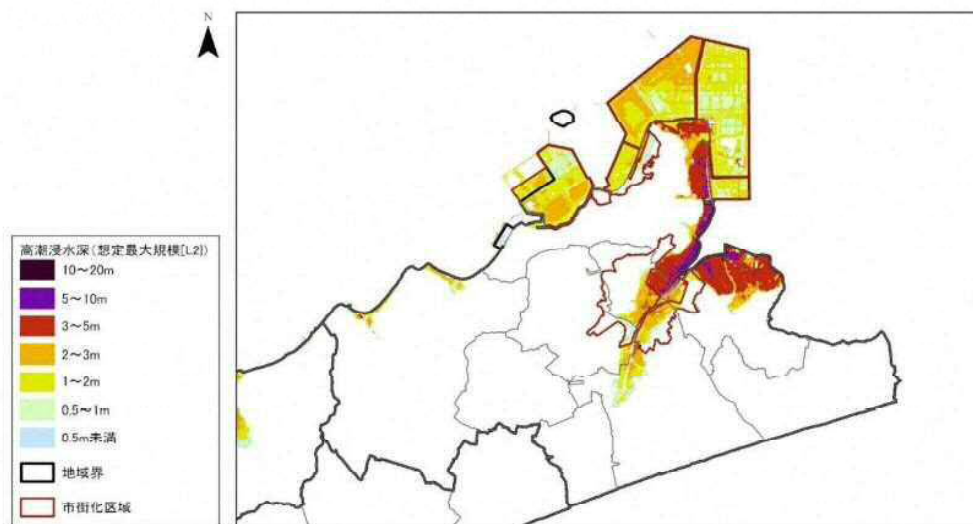 N
高潮浸水深(想定最大規模[L2])
10～20m
5～10m
3～5m
2～3m
1～2m
0.5～1m
0.5m未満
地域界
市街化区域